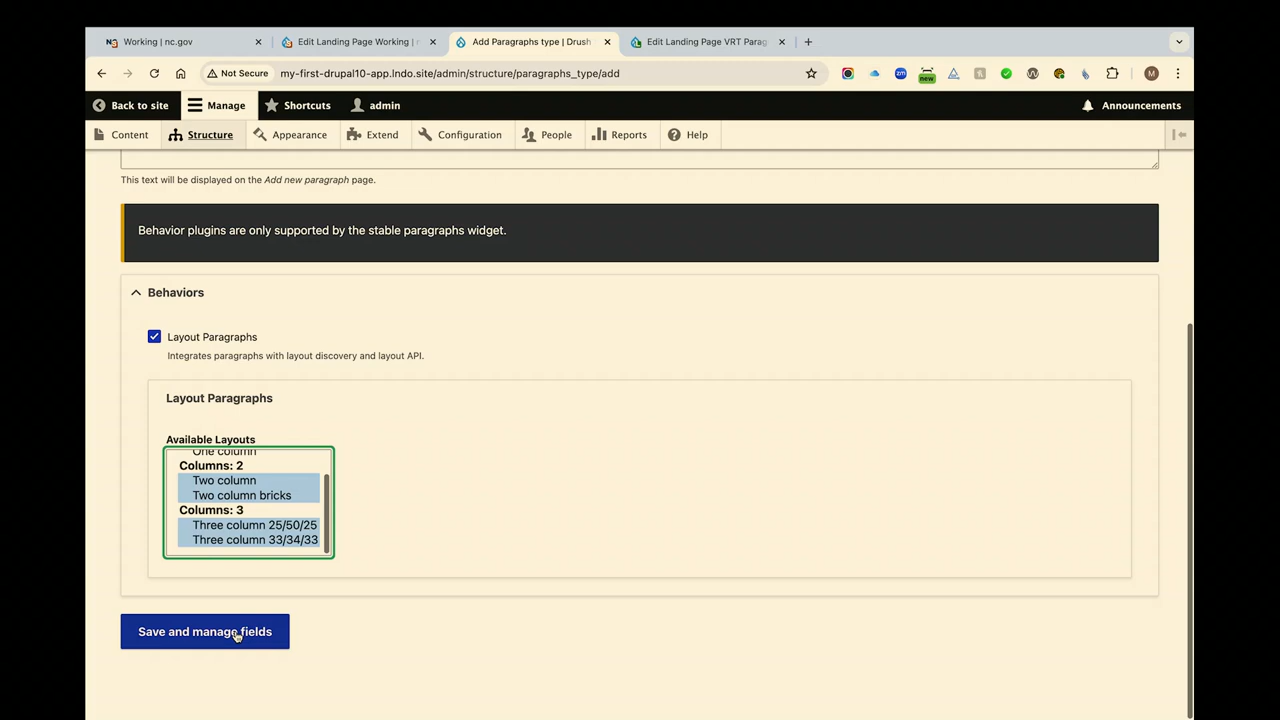 Working | nc.gov
Edit Landing Page Working |
Add Paragraphs type | Drush
Edit Landing Page VRT Parag
Not Secure
my-first-drupal10-app.lndo.site/admin/structure/paragraphs_type/add
new
M
Back to site
Manage
Shortcuts
admin
Announcements
Content
Structure
Appearance
Extend
Configuration
People
Reports
Help
This text will be displayed on the Add new paragraph page.
Behavior plugins are only supported by the stable paragraphs widget.
Behaviors
Layout Paragraphs
Integrates paragraphs with layout discovery and layout API.
Layout Paragraphs
Available Layouts
One column
Columns: 2
Two column
Two column bricks
Columns: 3
Three column 25/50/25
Three column 33/34/33
Save and manage fields